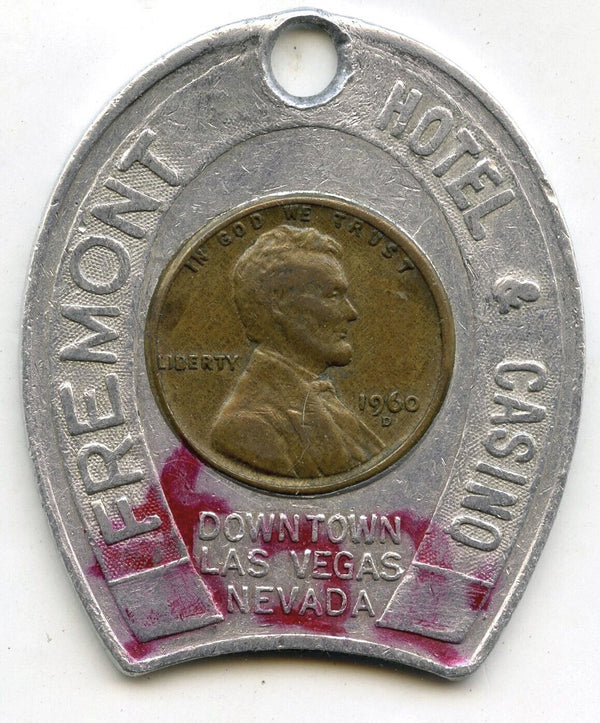 FREMONT HOTEL & CASINO
IN GOD WE TRUST
LIBERTY
1960
D
DOWNTOWN
LAS VEGAS
NEVADA